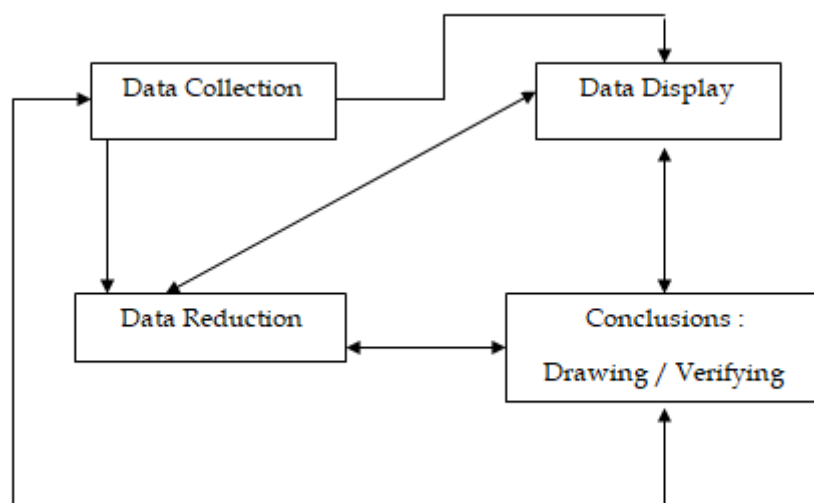 Data Collection
Data Display
Data Reduction
Conclusions :
Drawing / Verifying